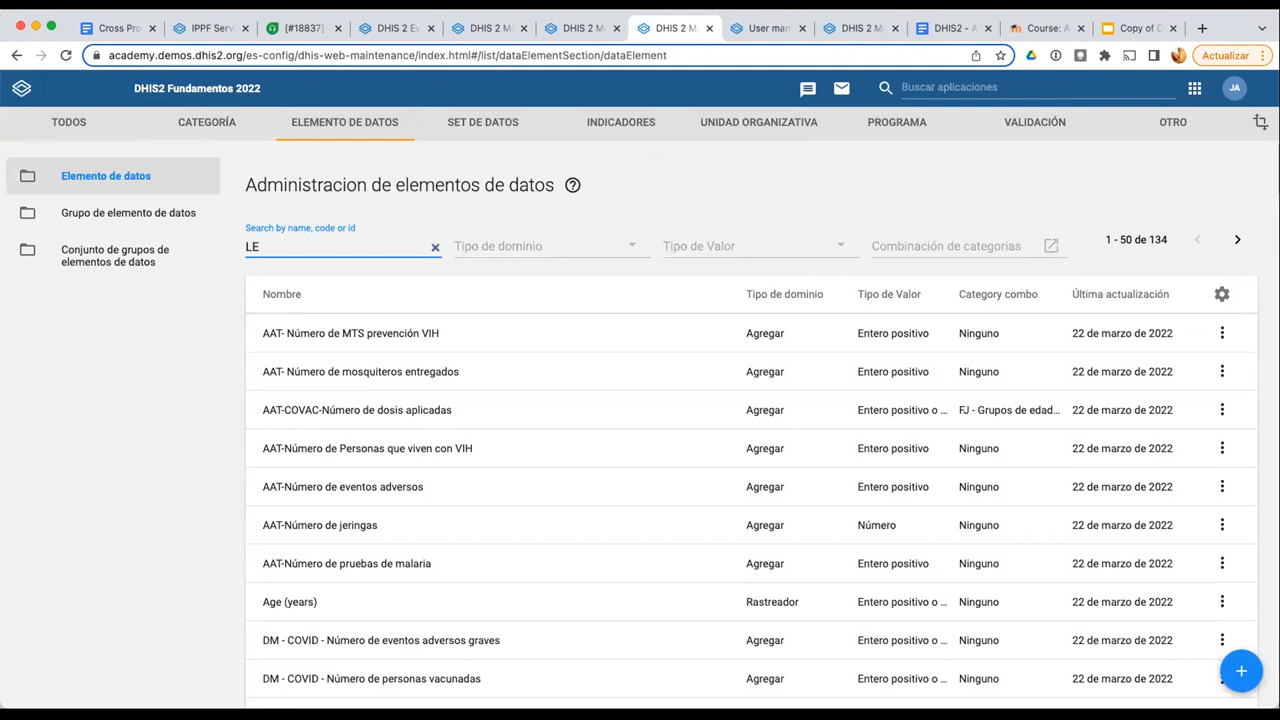 Cross Pro
IPPF Serv
[#18837]
DHIS 2 Ev
DHIS 2 Ma
DHIS 2 Ma
DHIS 2 Ma
User man
DHIS 2 Ma
DHIS2 - A
Course: A
Copy of D
academy.demos.dhis2.org/es-config/dhis-web-maintenance/index.html#/list/dataElementSection/dataElement
Actualizar
DHIS2 Fundamentos 2022
Buscar aplicaciones
JA
TODOS
CATEGORÍA
ELEMENTO DE DATOS
SET DE DATOS
INDICADORES
UNIDAD ORGANIZATIVA
PROGRAMA
VALIDACIÓN
OTRO
Elemento de datos
Grupo de elemento de datos
Conjunto de grupos de
elementos de datos
Administracion de elementos de datos
Search by name, code or id
LE
Tipo de dominio
Tipo de Valor
Combinación de categorías
1 - 50 de 134
Nombre Tipo de dominio Tipo de Valor Category combo Última actualización
AAT- Número de MTS prevención VIH Agregar Entero positivo Ninguno 22 de marzo de 2022
AAT- Número de mosquiteros entregados Agregar Entero positivo Ninguno 22 de marzo de 2022
AAT-COVAC-Número de dosis aplicadas Agregar Entero positivo o ... FJ - Grupos de edad... 22 de marzo de 2022
AAT-Número de Personas que viven con VIH Agregar Entero positivo Ninguno 22 de marzo de 2022
AAT-Número de eventos adversos Agregar Entero positivo Ninguno 22 de marzo de 2022
AAT-Número de jeringas Agregar Número Ninguno 22 de marzo de 2022
AAT-Número de pruebas de malaria Agregar Entero positivo Ninguno 22 de marzo de 2022
Age (years) Rastreador Entero positivo o ... Ninguno 22 de marzo de 2022
DM - COVID - Número de eventos adversos graves Agregar Entero positivo o ... Ninguno 22 de marzo de 2022
DM - COVID - Número de personas vacunadas Agregar Entero positivo o ... Ninguno 22 de marzo de 2022